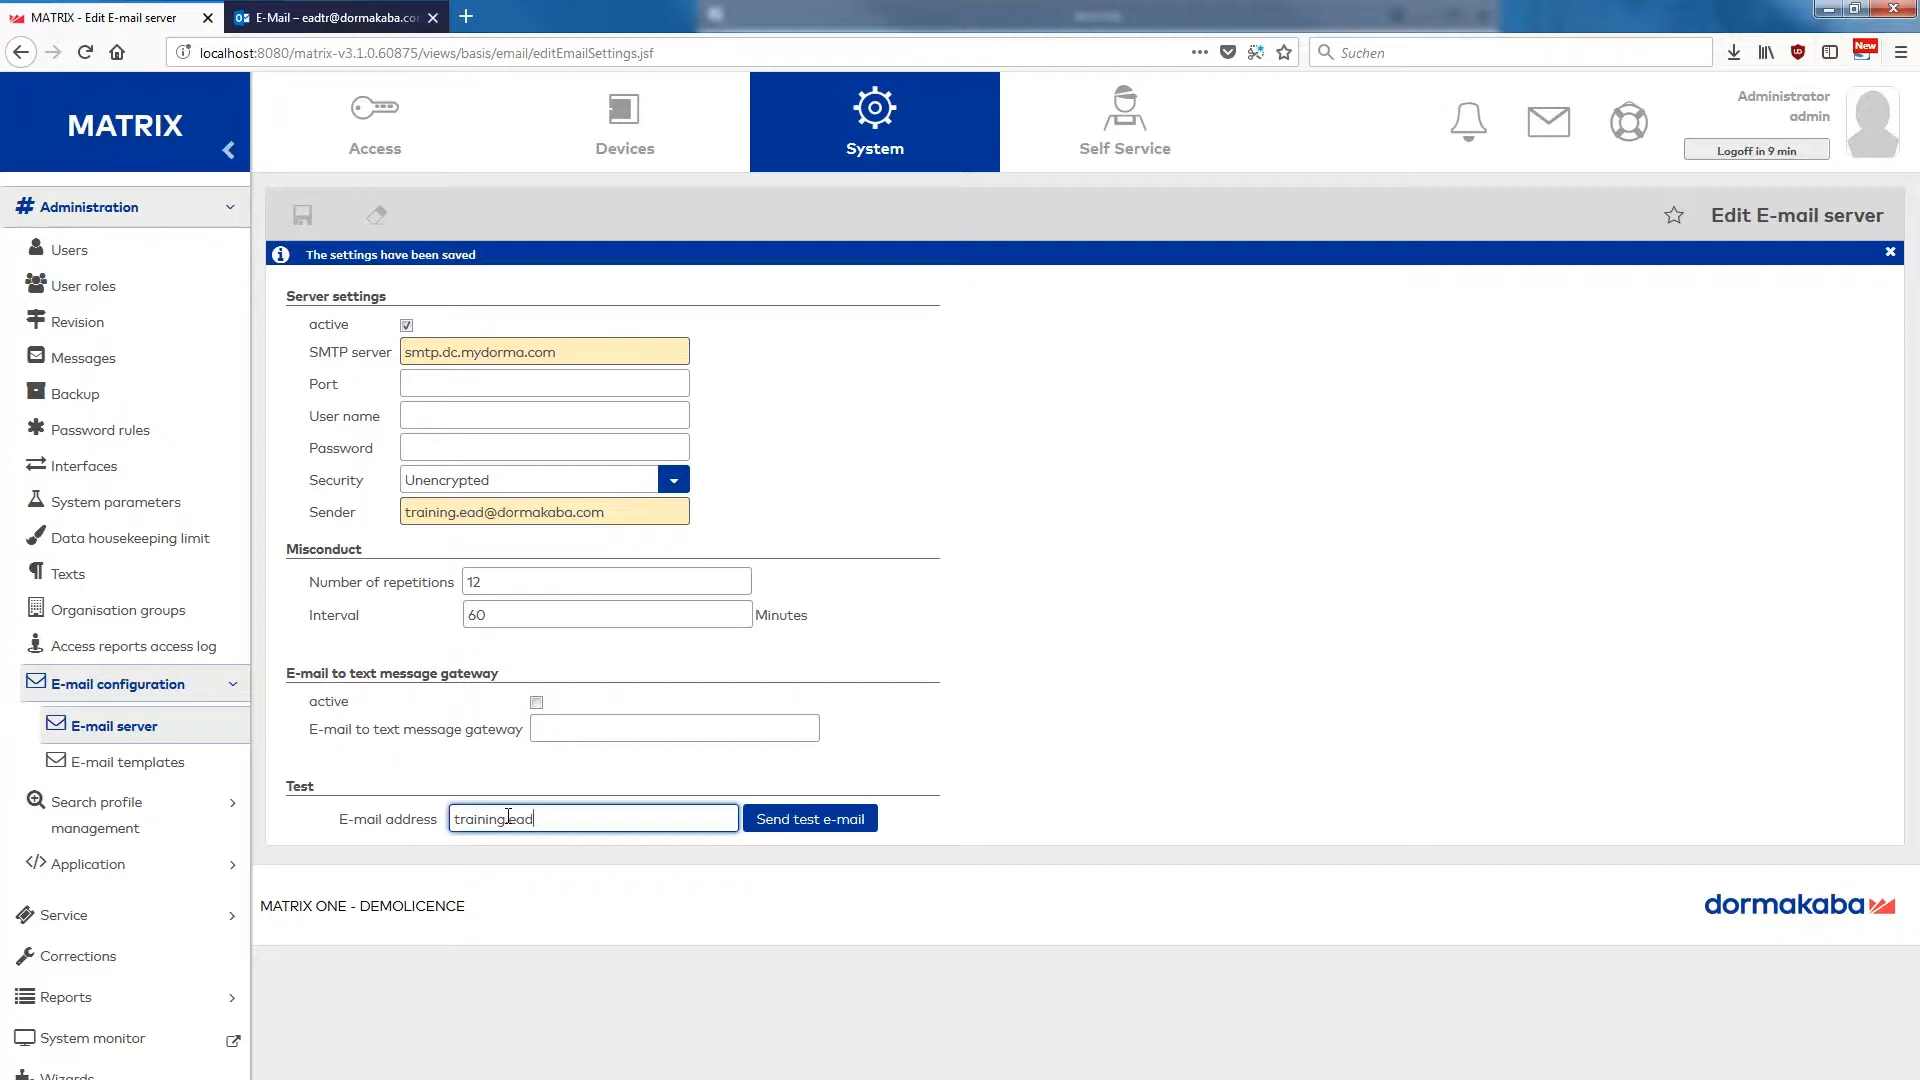 MATRIX - Edit E-mail server
E-Mail – eadtr@dormakaba.co
localhost:8080/matrix-v3.1.0.60875/views/basis/email/editEmailSettings.jsf
Suchen
New
MATRIX
Access
Devices
System
Self Service
Administrator
admin
Logoff in 9 min
Administration
Users
User roles
Revision
Messages
Backup
Password rules
Interfaces
System parameters
Data housekeeping limit
Texts
Organisation groups
Access reports access log
E-mail configuration
E-mail server
E-mail templates
Search profile
management
Application
Service
Corrections
Reports
System monitor
Wizards
Edit E-mail server
The settings have been saved
Server settings
active
SMTP server smtp.dc.mydorma.com
Port
User name
Password
Security Unencrypted
Sender training.ead@dormakaba.com
Misconduct
Number of repetitions 12
Interval 60 Minutes
E-mail to text message gateway
active
E-mail to text message gateway
Test
E-mail address training.ead Send test e-mail
MATRIX ONE - DEMOLICENCE
dormakaba